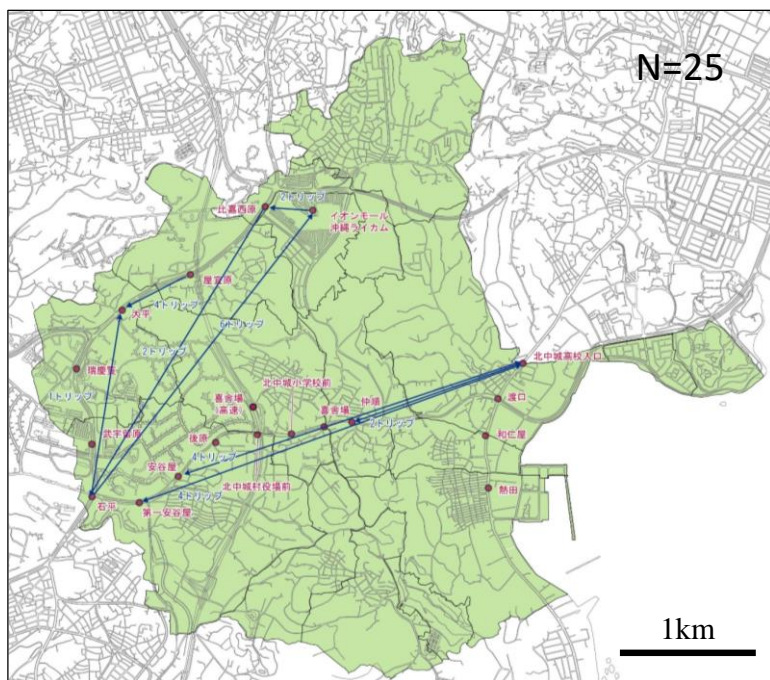 N=25
2トリップ
比嘉西原
イオンモール
沖縄ライカム
屋宜原
4トリップ
大平
6トリップ
2トリップ
瑞慶覧
北中城高校入口
1トリップ
北中城小学校前
仲順
渡口
喜舎場
(高速)
喜舎場
2トリップ
武宇留原
後原
和仁屋
4トリップ
安谷屋
北中城村役場前
熱田
4トリップ
石平
第一安谷屋
1km